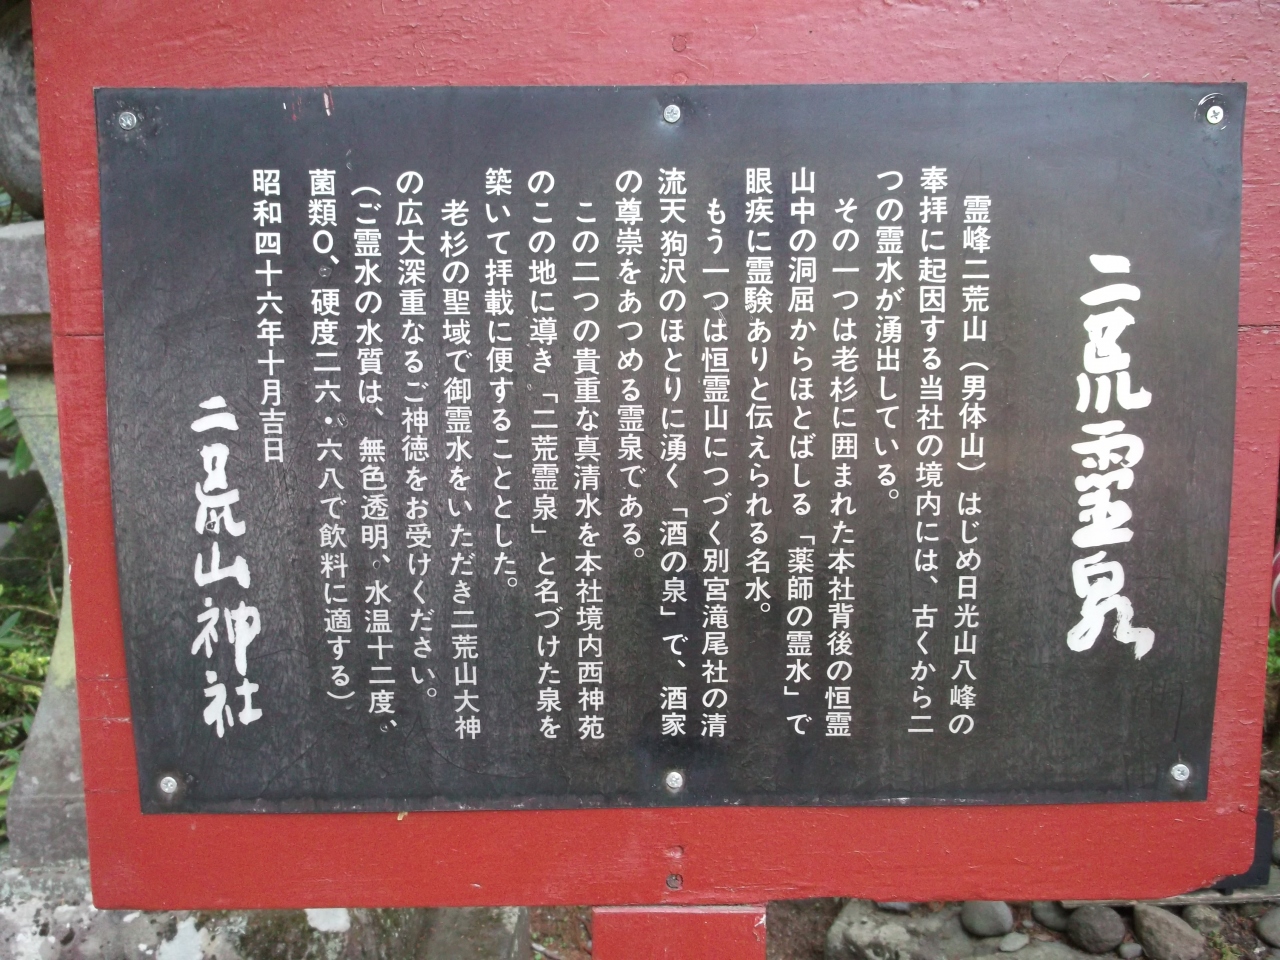 二荒霊泉
霊峰二荒山（男体山）はじめ日光山八峰の
奉拝に起因する当社の境内には、古くから二
つの霊水が湧出している。
その一つは老杉に囲まれた本社背後の恒霊
山中の洞屈からほとばしる「薬師の霊水」で
眼疾に霊験ありと伝えられる名水。
もう一つは恒霊山につづく別宮滝尾社の清
流天狗沢のほとりに湧く「酒の泉」で、酒家
の尊崇をあつめる霊泉である。
この二つの貴重な真清水を本社境内西神苑
のこの地に導き「二荒霊泉」と名づけた泉を
築いて拝載に便することとした。
老杉の聖域で御霊水をいただき二荒山大神
の広大深重なるご神徳をお受けください。
（ご霊水の水質は、無色透明、水温十二度、
菌類０、硬度二六・六八で飲料に適する）
昭和四十六年十月吉日
二荒山神社